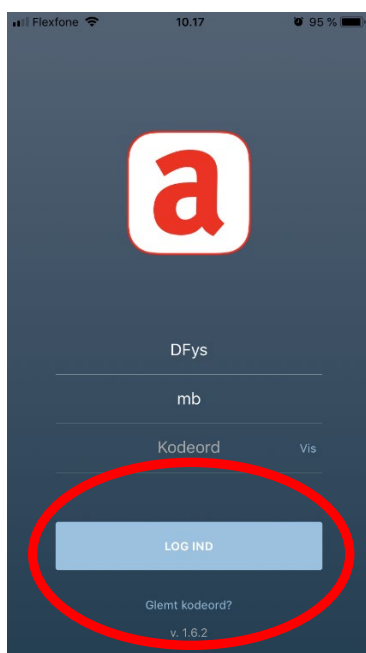 Flexfone 10.17 95 %
a
DFys
mb
Kodeord Vis
LOG IND
Glemt kodeord?
v. 1.6.2